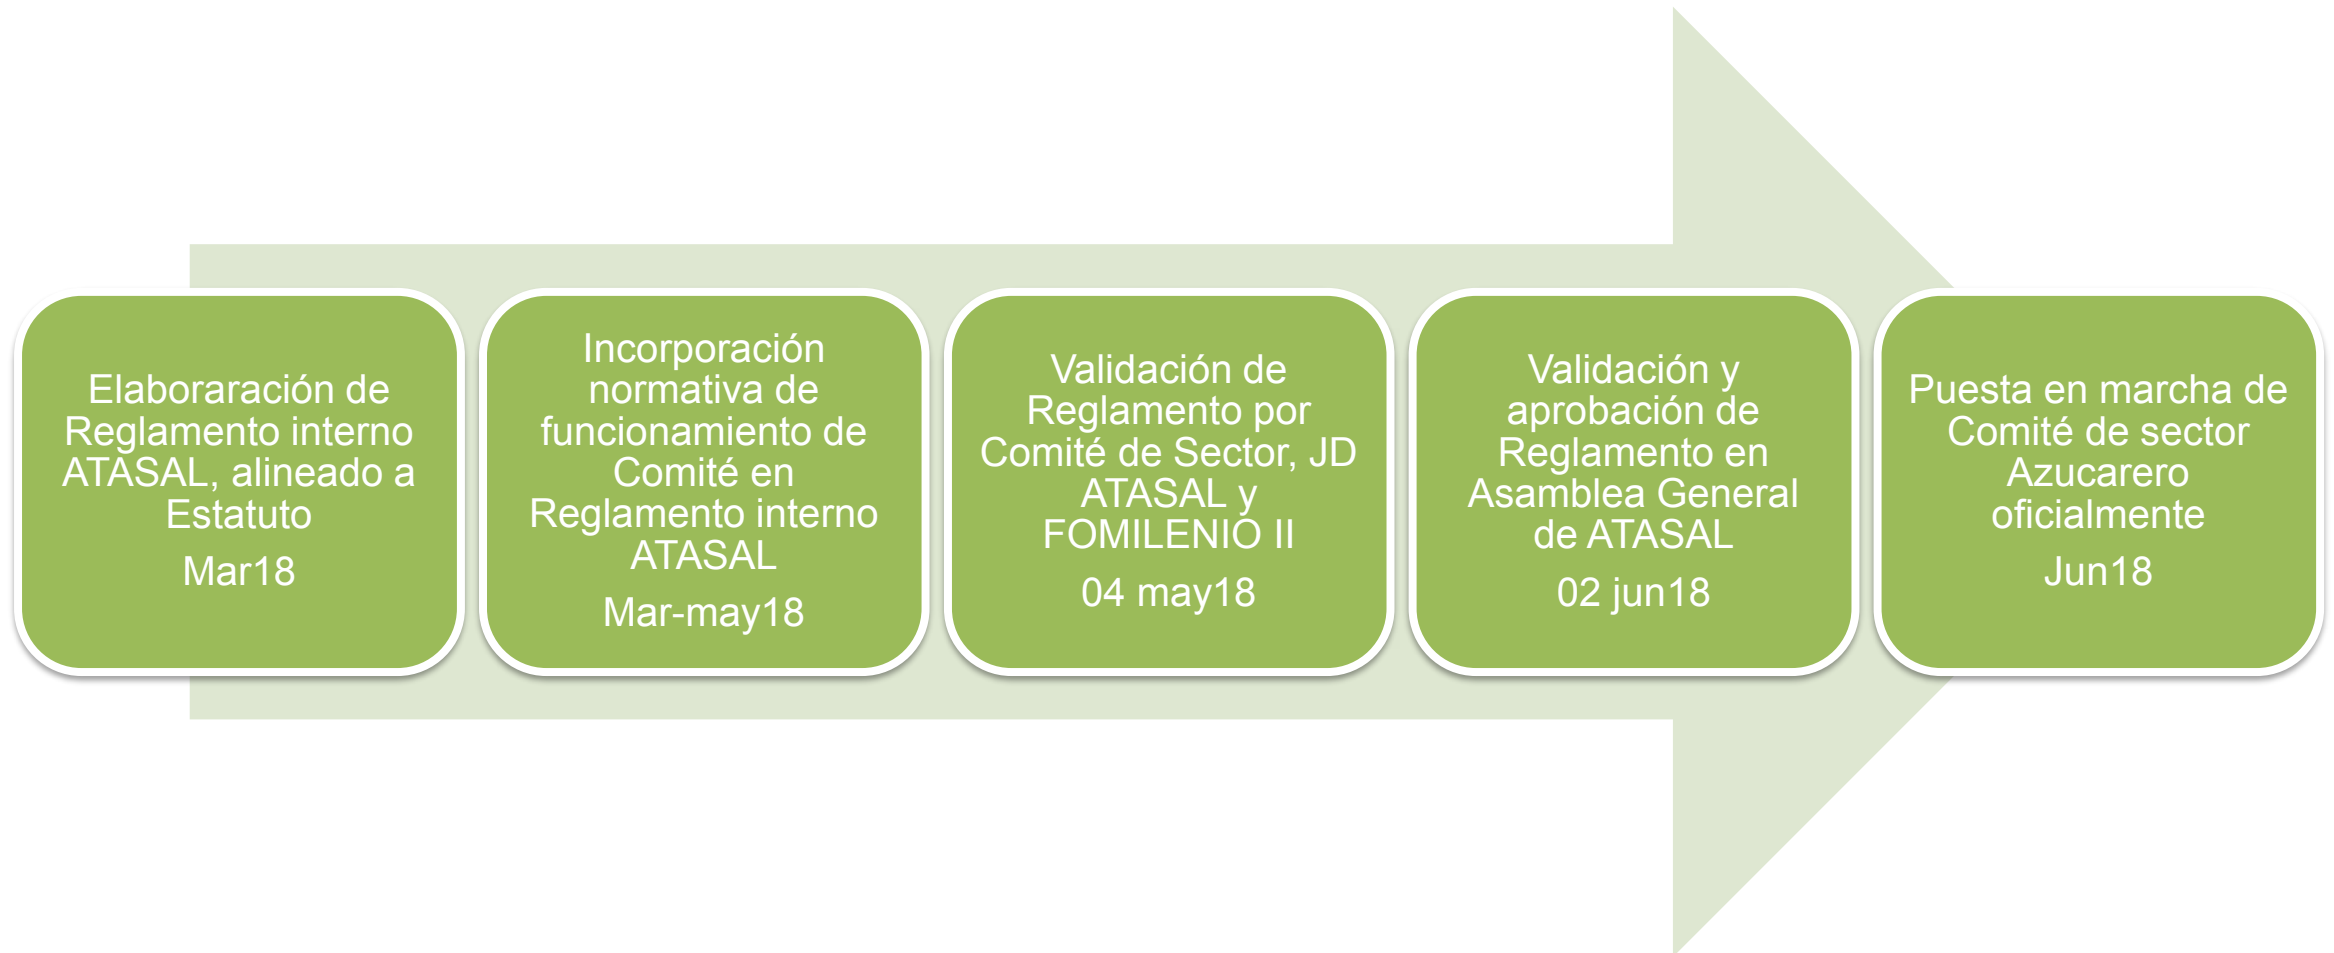 Elaboraración de
Reglamento interno
ATASAL, alineado a
Estatuto
Mar18
Incorporación
normativa de
funcionamiento de
Comité en
Reglamento interno
ATASAL
Mar-may18
Validación de
Reglamento por
Comité de Sector, JD
ATASAL y
FOMILENIO II
04 may18
Validación y
aprobación de
Reglamento en
Asamblea General
de ATASAL
02 jun18
Puesta en marcha de
Comité de sector
Azucarero
oficialmente
Jun18